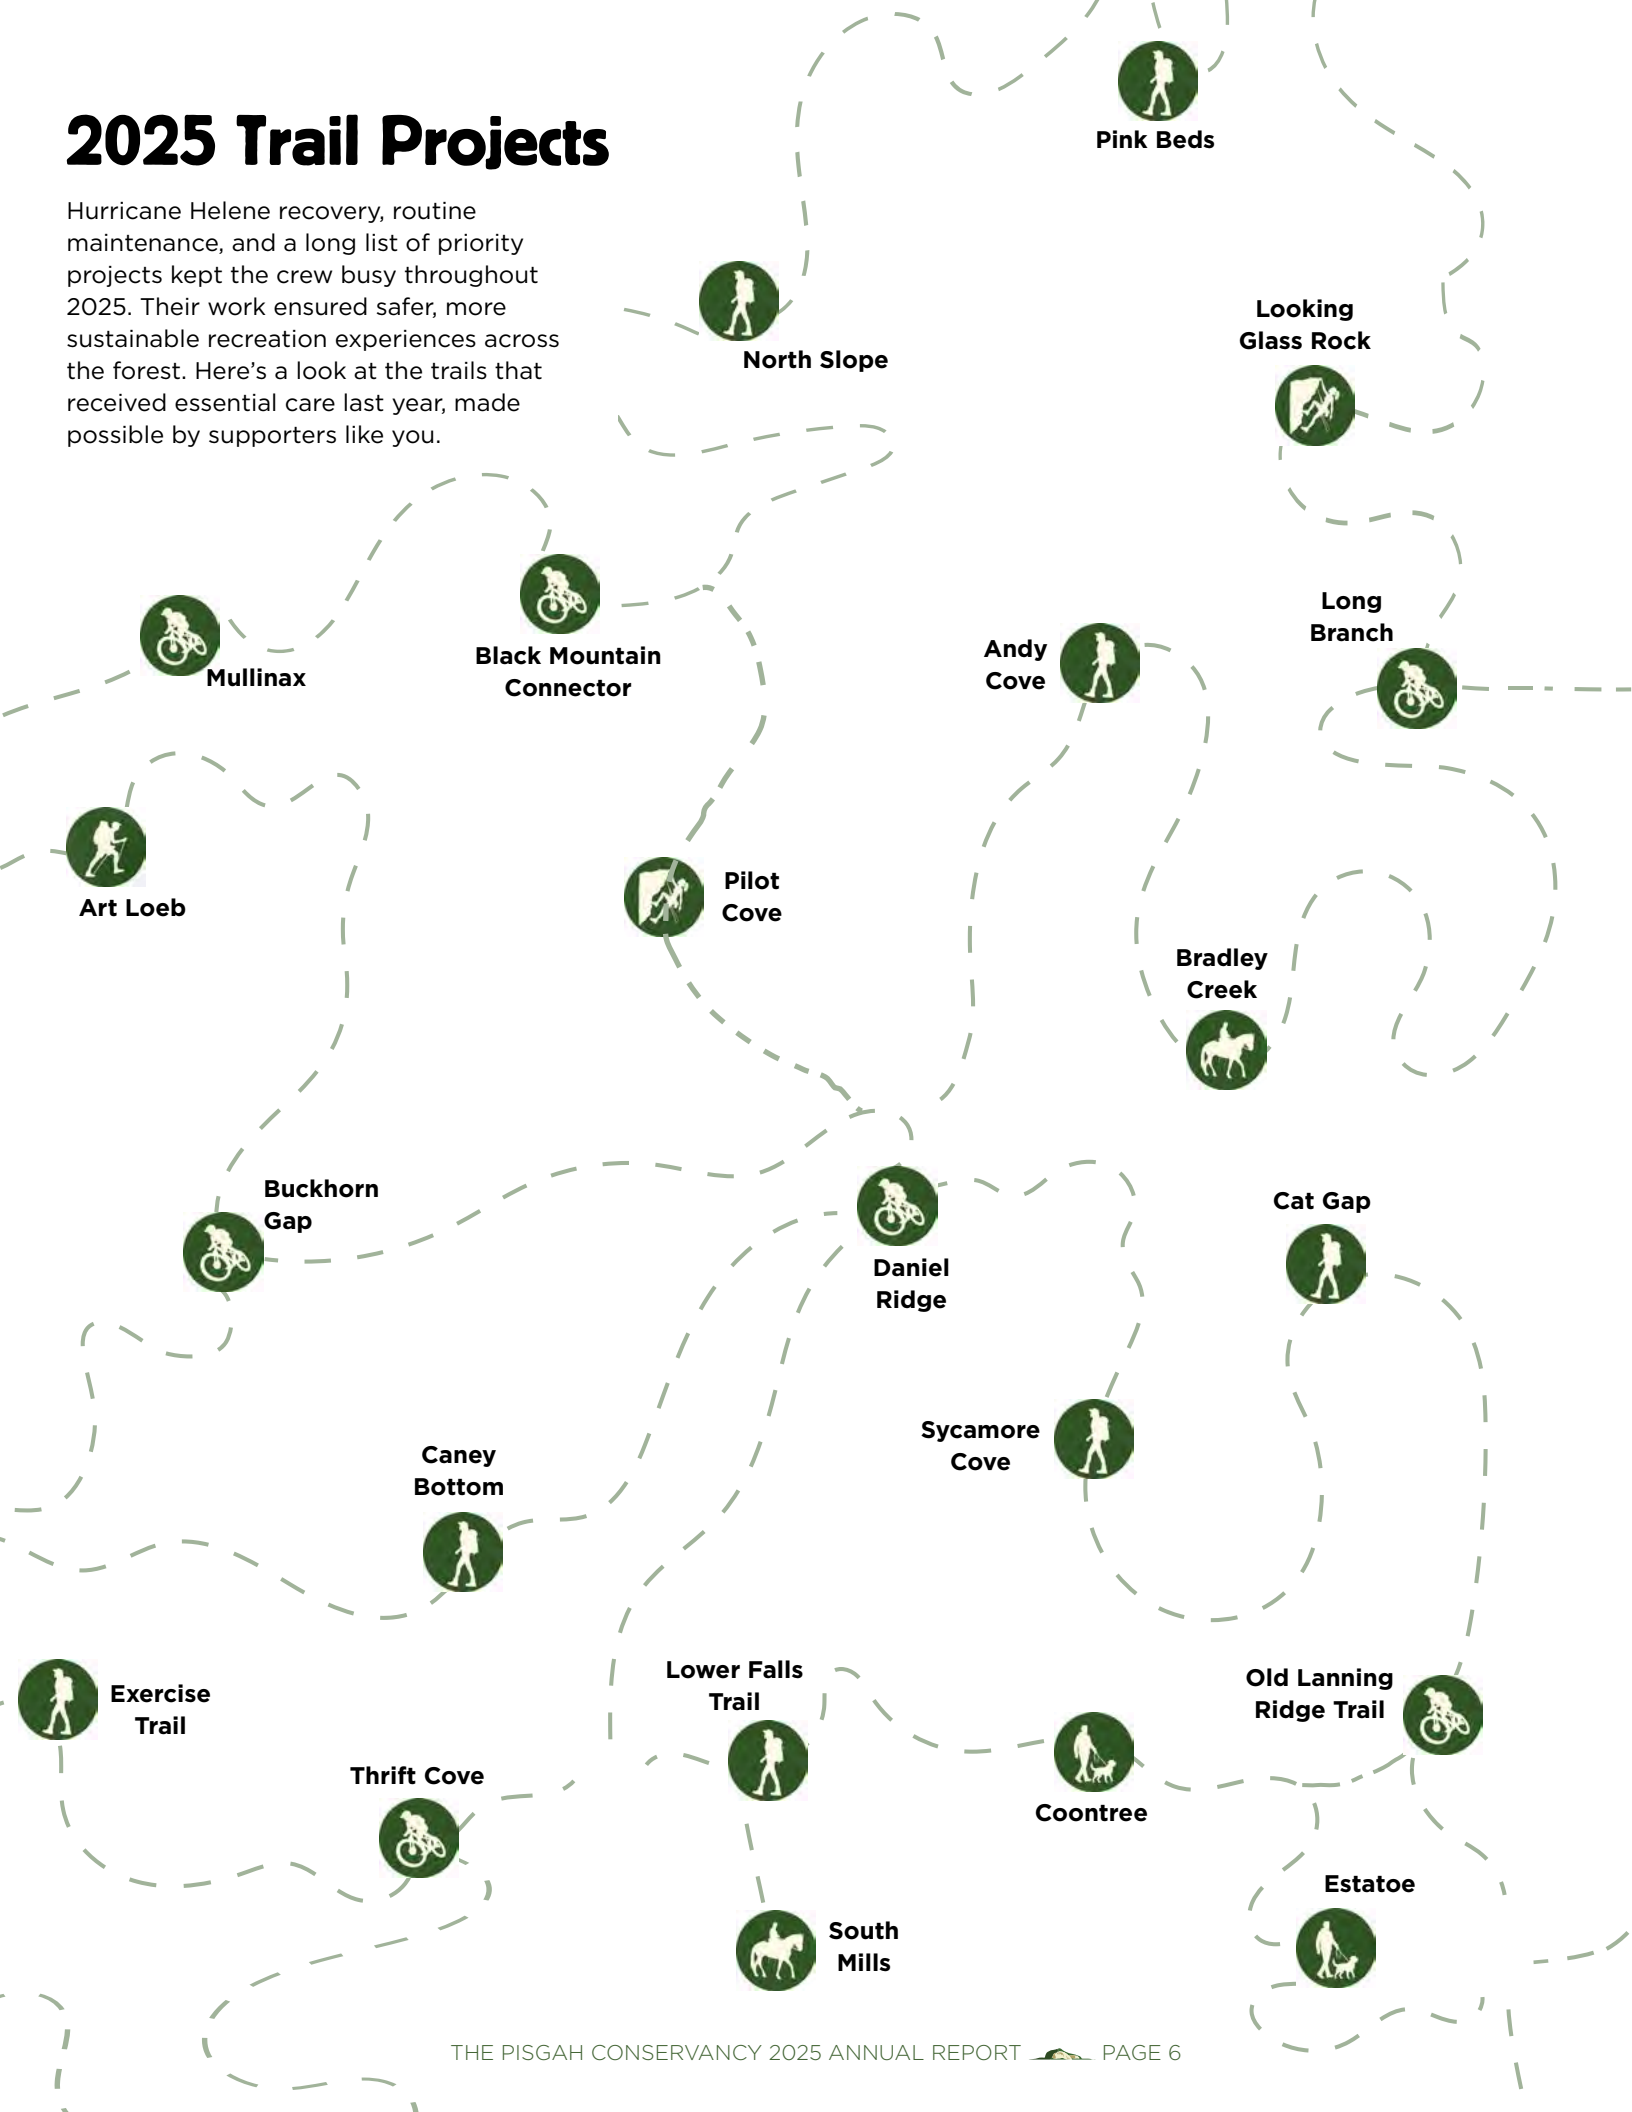 2025 Trail Projects
Hurricane Helene recovery, routine
maintenance, and a long list of priority
projects kept the crew busy throughout
2025. Their work ensured safer, more
sustainable recreation experiences across
the forest. Here’s a look at the trails that
received essential care last year, made
possible by supporters like you.
Pink Beds
North Slope
Looking
Glass Rock
Long
Branch
Mullinax
Black Mountain
Connector
Andy
Cove
Art Loeb
Pilot
Cove
Bradley
Creek
Buckhorn
Gap
Daniel
Ridge
Cat Gap
Caney
Bottom
Sycamore
Cove
Exercise
Trail
Lower Falls
Trail
Old Lanning
Ridge Trail
Thrift Cove
Coontree
Estatoe
South
Mills
THE PISGAH CONSERVANCY 2025 ANNUAL REPORT PAGE 6